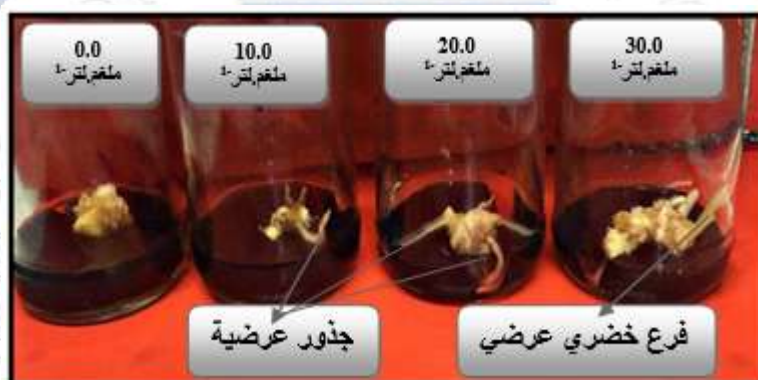 0.0
ملغم.لتر⁻¹
10.0
ملغم.لتر⁻¹
20.0
ملغم.لتر⁻¹
30.0
ملغم.لتر⁻¹
جذور عرضية
فرع خضري عرضي